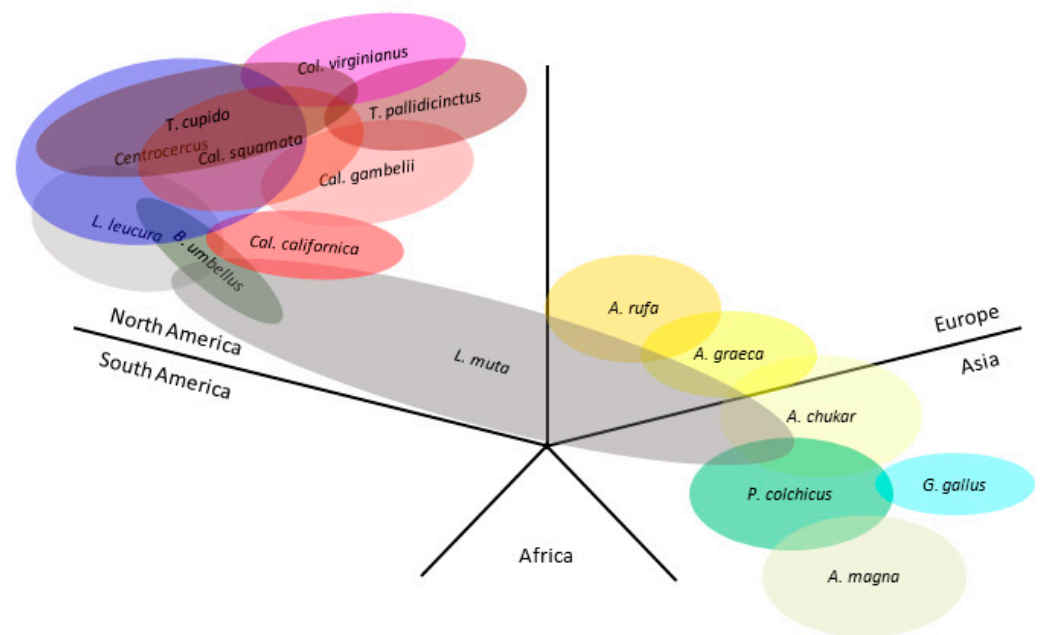 Col. virginianus
T. pallidicinctus
T. cupido
Centrocercus
Cal. squamata
Cal. gambelii
L. leucura
B. umbellus
Cal. californica
A. rufa
North America
South America
L. muta
A. graeca
Europe
Asia
A. chukar
P. colchicus
G. gallus
Africa
A. magna